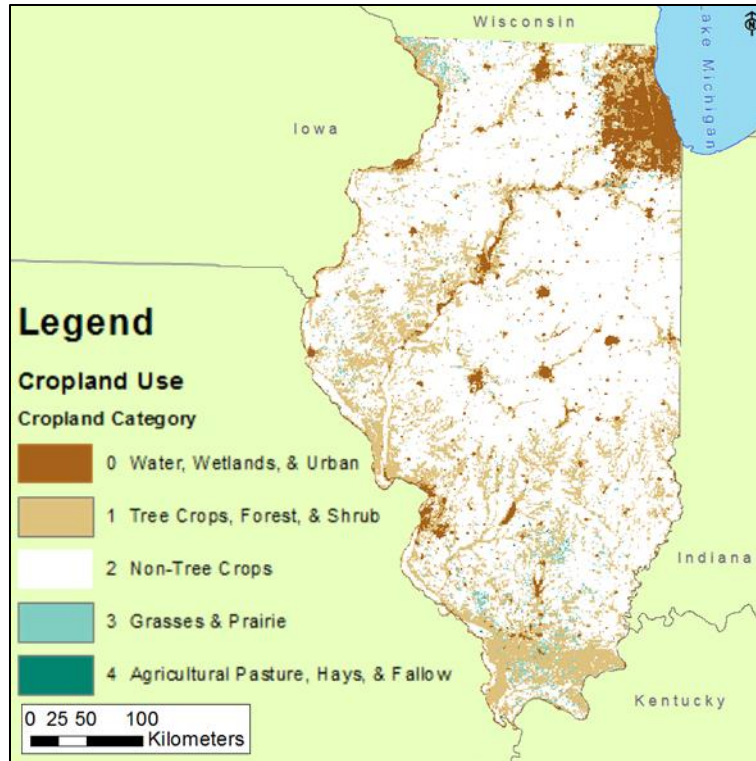 Wisconsin
Lake Michigan
Iowa
Legend
Cropland Use
Cropland Category
0 Water, Wetlands, & Urban
1 Tree Crops, Forest, & Shrub
2 Non-Tree Crops
3 Grasses & Prairie
4 Agricultural Pasture, Hays, & Fallow
Indiana
Kentucky
0 25 50 100
Kilometers